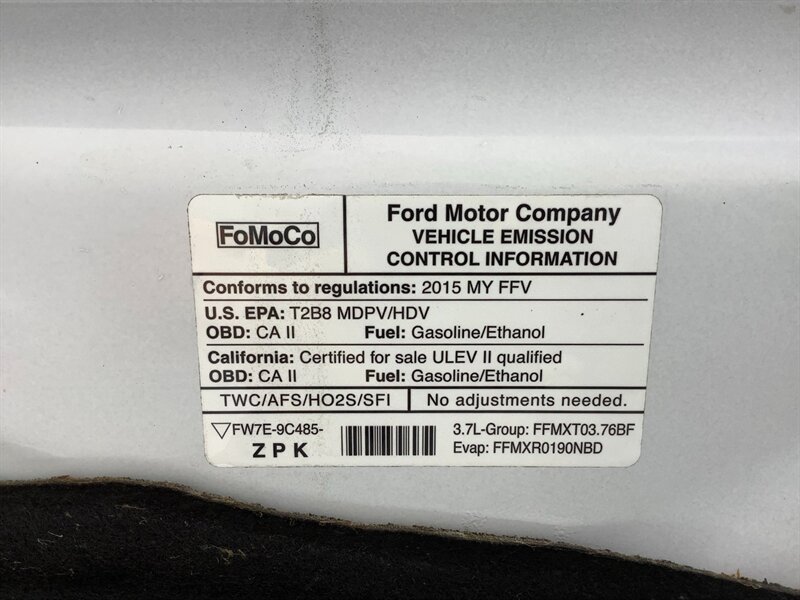 FoMoCo
Ford Motor Company
VEHICLE EMISSION
CONTROL INFORMATION
Conforms to regulations: 2015 MY FFV
U.S. EPA: T2B8 MDPV/HDV
OBD: CA II Fuel: Gasoline/Ethanol
California: Certified for sale ULEV II qualified
OBD: CA II Fuel: Gasoline/Ethanol
TWC/AFS/HO2S/SFI No adjustments needed.
▽FW7E-9C485-
ZPK
3.7L-Group: FFMXT03.76BF
Evap: FFMXR0190NBD